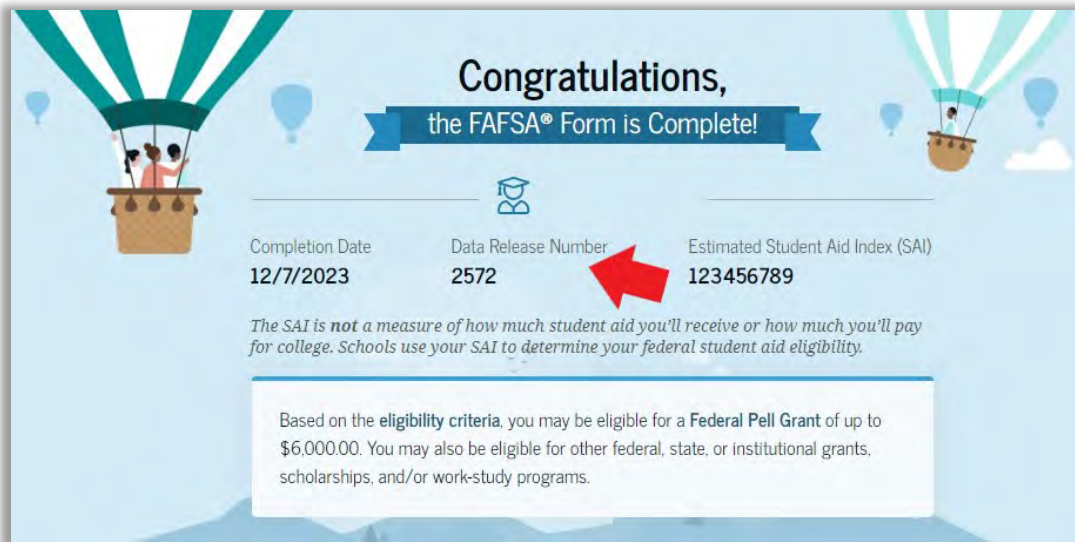 Congratulations,
the FAFSA® Form is Complete!
Completion Date
Data Release Number
Estimated Student Aid Index (SAI)
12/7/2023
2572
123456789
The SAI is not a measure of how much student aid you'll receive or how much you'll pay
for college. Schools use your SAI to determine your federal student aid eligibility.
Based on the eligibility criteria, you may be eligible for a Federal Pell Grant of up to
$6,000.00. You may also be eligible for other federal, state, or institutional grants,
scholarships, and/or work-study programs.